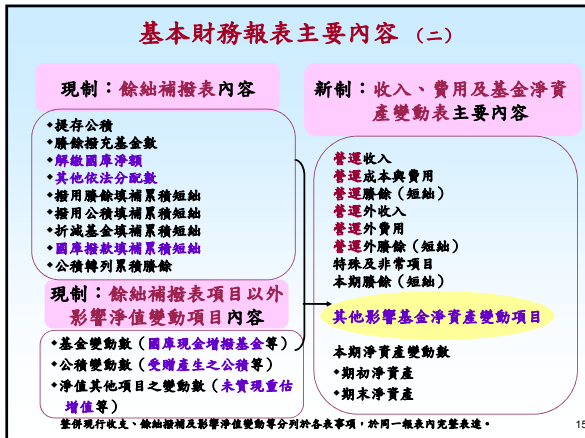 基本財務報表主要內容（二）
現制：餘絀補撥表內容
•提存公積
•賸餘撥充基金數
•解繳國庫淨額
•其他依法分配數
•撥用賸餘填補累積短絀
•撥用公積填補累積短絀
•折減基金填補累積短絀
•國庫撥款填補累積短絀
•公積轉列累積賸餘
現制：餘絀補撥表項目以外
影響淨值變動項目內容
•基金變動數（國庫現金增撥基金等）
•公積變動數（受贈產生之公積等）
•淨值其他項目之變動數（未實現重估
增值等）
新制：收入、費用及基金淨資
產變動表主要內容
營運收入
營運成本與費用
營運賸餘（短絀）
營運外收入
營運外費用
營運外賸餘（短絀）
特殊及非常項目
本期賸餘（短絀）
其他影響基金淨資產變動項目
本期淨資產變動數
•期初淨資產
•期末淨資產
整併現行收支、餘絀撥補及影響淨值變動等分列於各表事項，於同一報表內完整表達。
15